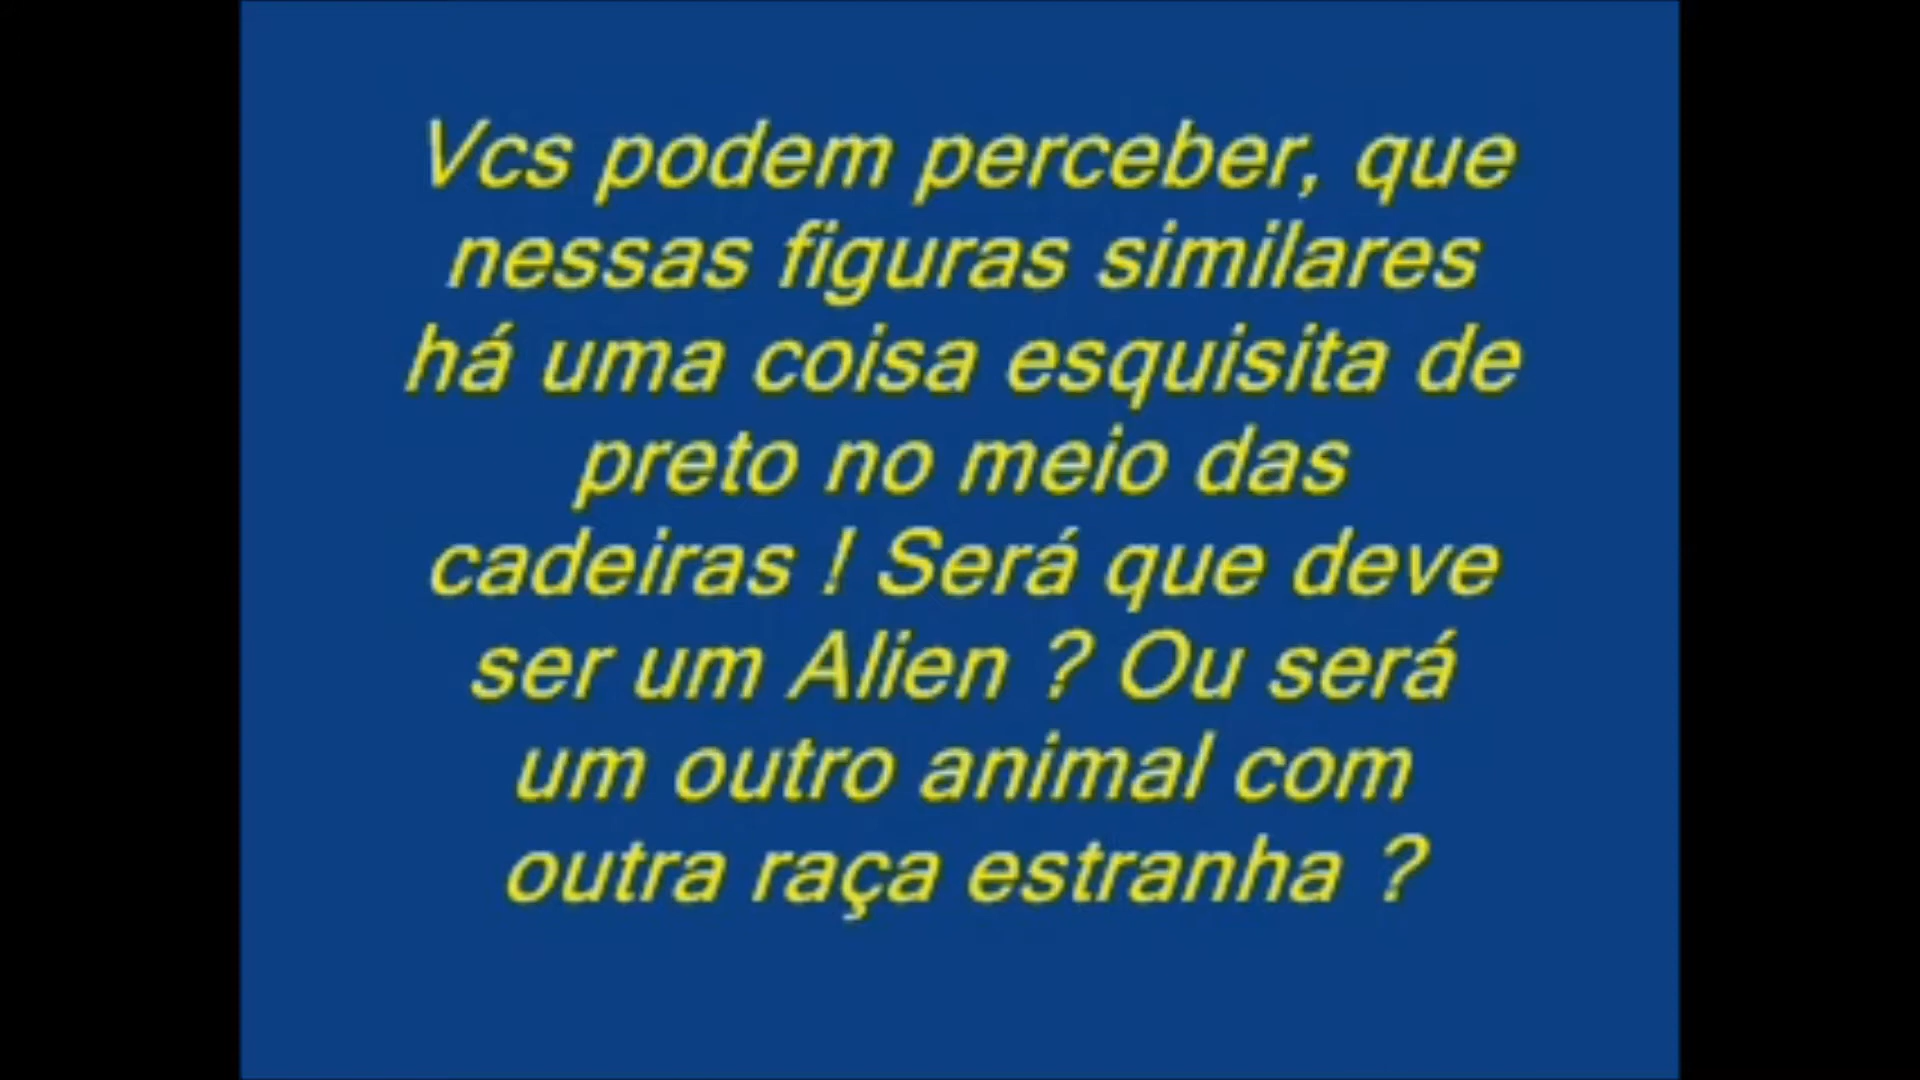 Vcs podem perceber, que
nessas figuras similares
há uma coisa esquisita de
preto no meio das
cadeiras ! Será que deve
ser um Alien ? Ou será
um outro animal com
outra raça estranha ?